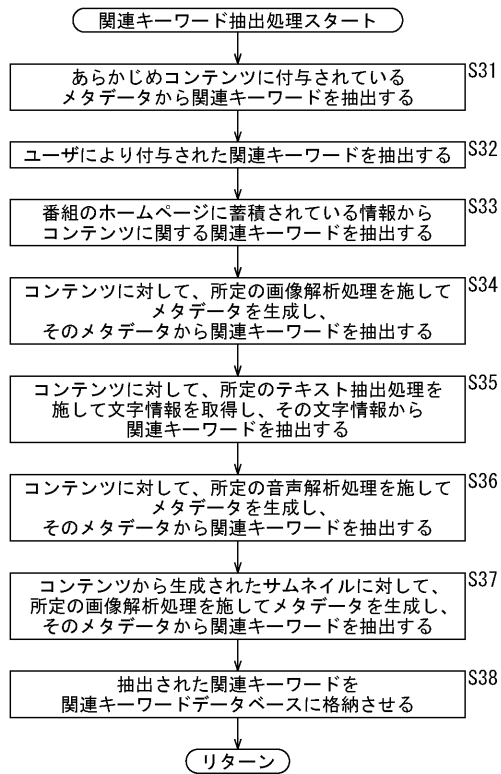 関連キーワード抽出処理スタート
S31
あらかじめコンテンツに付与されている
メタデータから関連キーワードを抽出する
S32
ユーザにより付与された関連キーワードを抽出する
S33
番組のホームページに蓄積されている情報から
コンテンツに関する関連キーワードを抽出する
S34
コンテンツに対して、所定の画像解析処理を施して
メタデータを生成し、
そのメタデータから関連キーワードを抽出する
S35
コンテンツに対して、所定のテキスト抽出処理を
施して文字情報を取得し、その文字情報から
関連キーワードを抽出する
S36
コンテンツに対して、所定の音声解析処理を施して
メタデータを生成し、
そのメタデータから関連キーワードを抽出する
S37
コンテンツから生成されたサムネイルに対して、
所定の画像解析処理を施してメタデータを生成し、
そのメタデータから関連キーワードを抽出する
S38
抽出された関連キーワードを
関連キーワードデータベースに格納させる
リターン